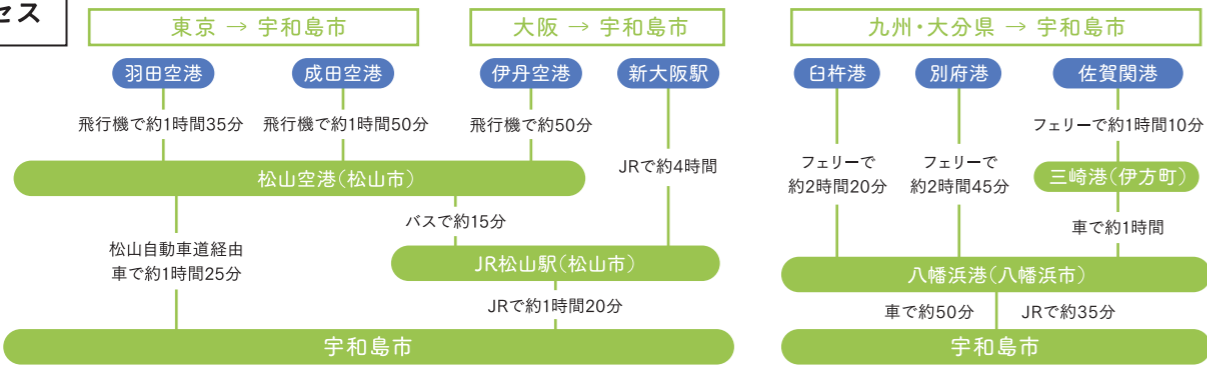 セス
東京 → 宇和島市
大阪 → 宇和島市
九州・大分県 → 宇和島市
羽田空港
成田空港
伊丹空港
新大阪駅
臼杵港
別府港
佐賀関港
飛行機で約1時間35分
飛行機で約1時間50分
飛行機で約50分
フェリーで約1時間10分
JRで約4時間
フェリーで
約2時間20分
フェリーで
約2時間45分
松山空港(松山市)
三崎港(伊方町)
バスで約15分
車で約1時間
松山自動車道経由
車で約1時間25分
JR松山駅(松山市)
八幡浜港(八幡浜市)
JRで約1時間20分
車で約50分
JRで約35分
宇和島市
宇和島市